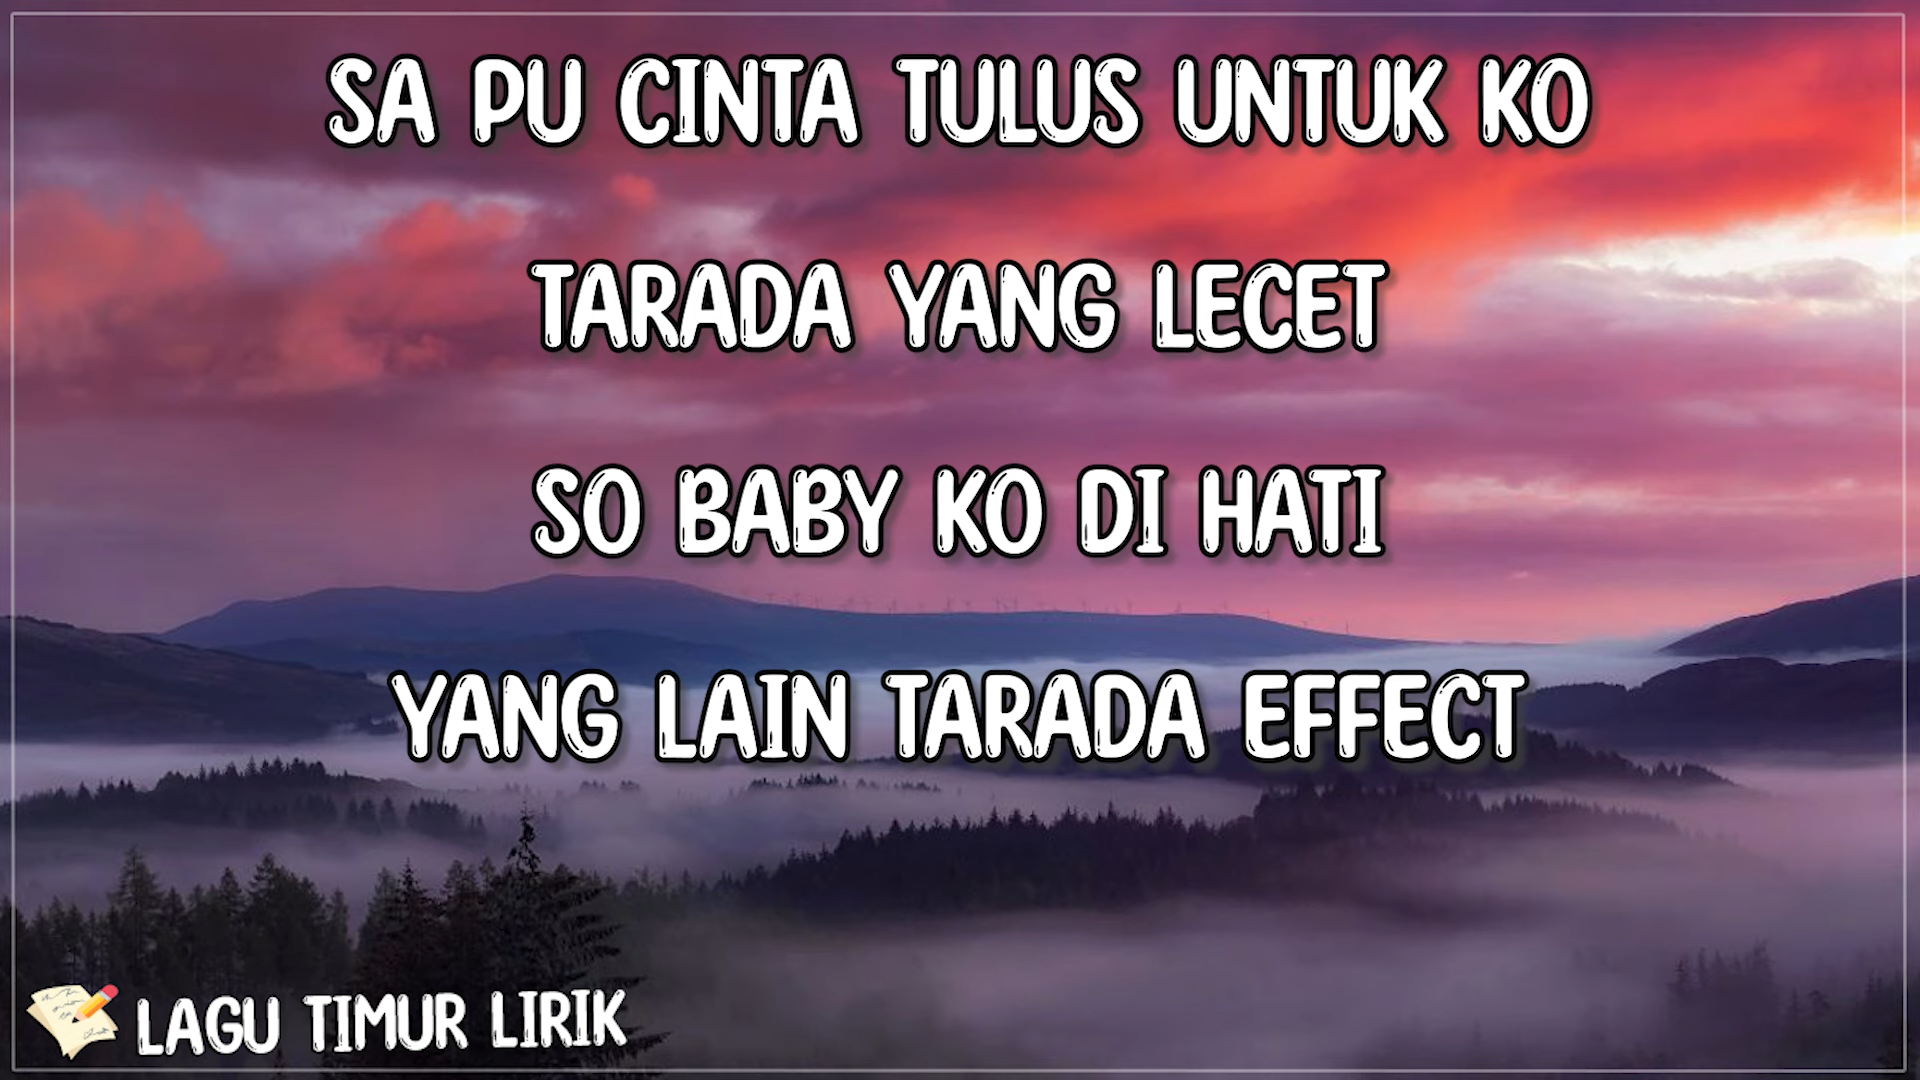 SA PU CINTA TULUS UNTUK KO
TARADA YANG LECET
SO BABY KO DI HATI
YANG LAIN TARADA EFFECT
LAGU TIMUR LIRIK